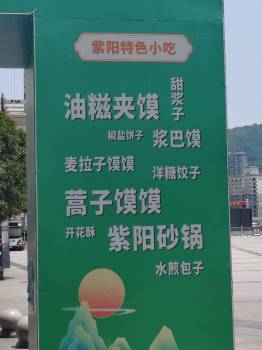 紫阳特色小吃
甜浆子
油糍夹馍
椒盐饼子 浆巴馍
麦拉子馍馍 洋糖饺子
蒿子馍馍
开花酥 紫阳砂锅
水煎包子